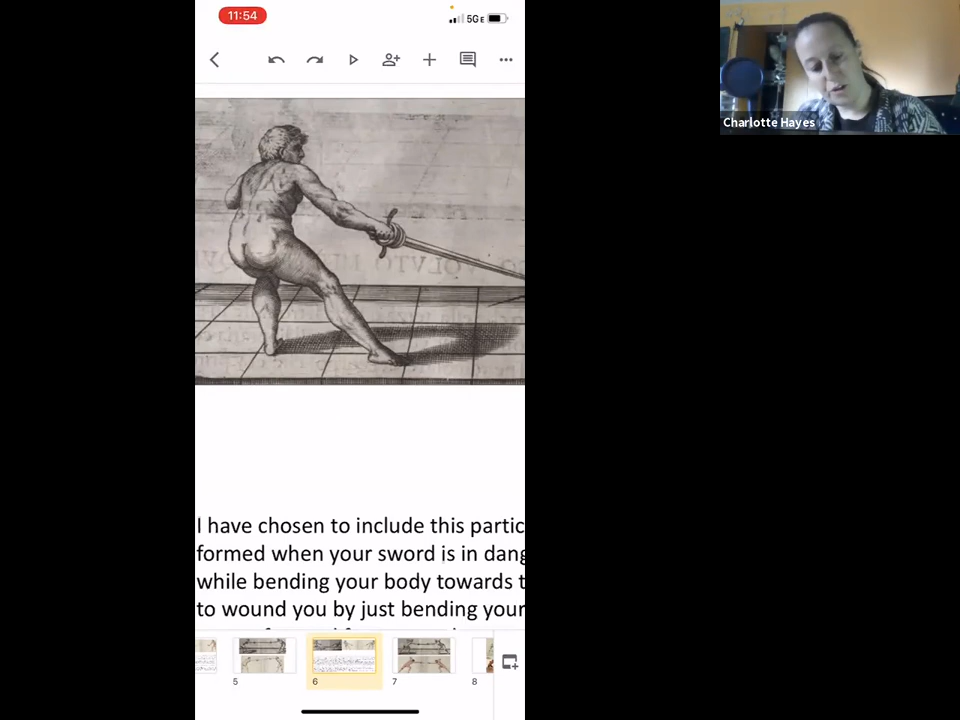 11:54
5GE
Charlotte Hayes
I have chosen to include this partic
formed when your sword is in dang
while bending your body towards t
to wound you by just bending your
5
6
7
8